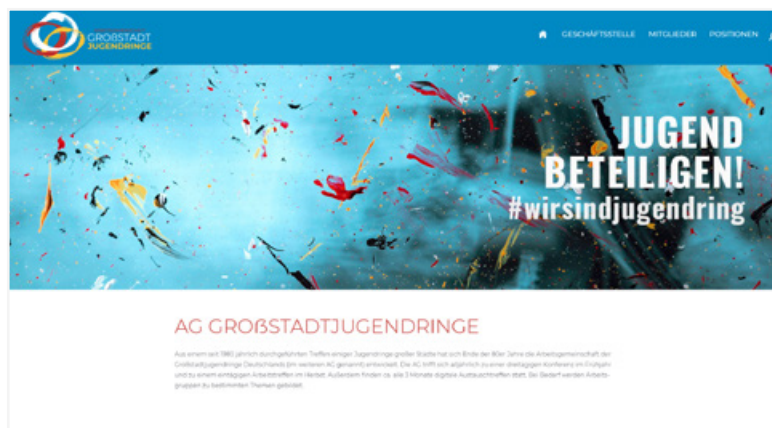 GROßSTADT
JUGENDRINGE
GESCHÄFTSSTELLE MITGLIEDER POSITIONEN
JUGEND
BETEILIGEN!
#wirsindjugendring
AG GROßSTADTJUGENDRINGE
Aus einem seit 1980 jährlich durchgeführten Treffen einiger Jugendringe großer Städte hat sich Ende der 80er Jahre die Arbeitsgemeinschaft der
Großstadtjugendringe Deutschlands (im weiteren AG genannt) entwickelt. Die AG trifft sich alljährlich zu einer dreitägigen Konferenz im Frühjahr
und zu einem eintägigen Arbeitstreffen im Herbst. Außerdem finden ca. alle 3 Monate digitale Austauschtreffen statt. Bei Bedarf werden Arbeits-
gruppen zu bestimmten Themen gebildet.